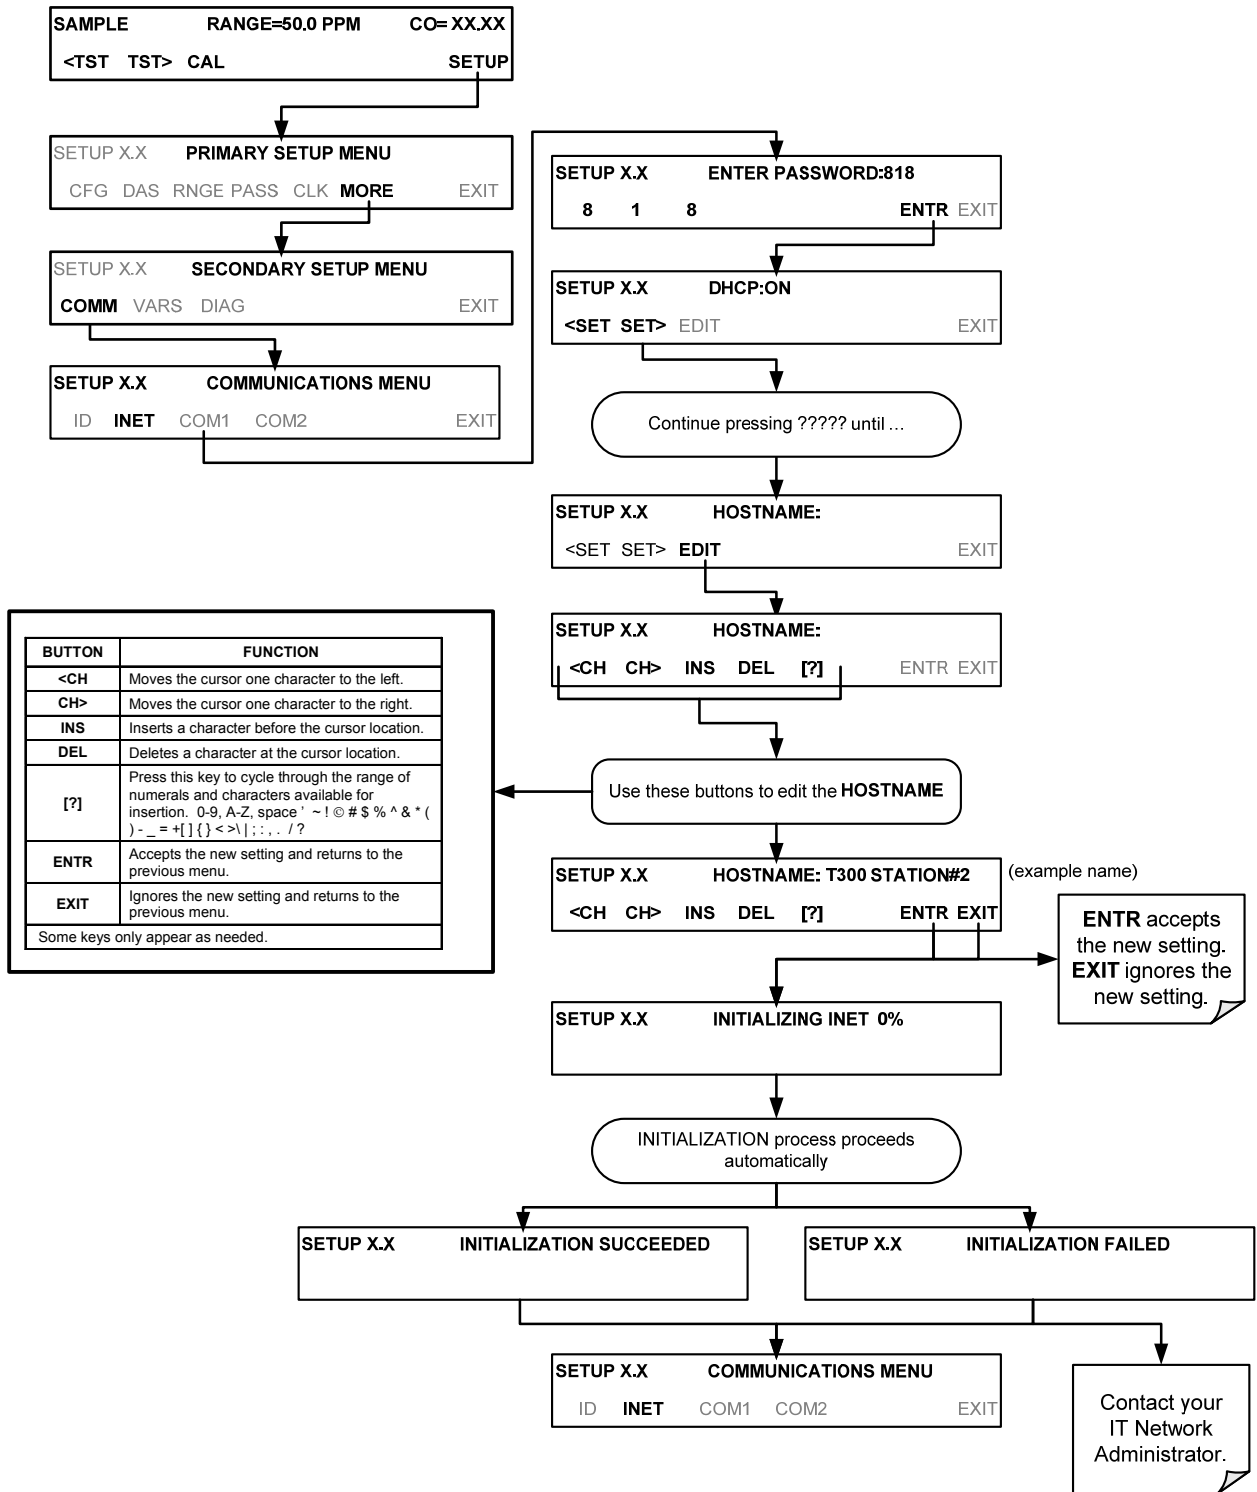 SAMPLE RANGE=50.0 PPM CO= XX.XX
<TST TST> CAL SETUP
SETUP X.X PRIMARY SETUP MENU
CFG DAS RNGE PASS CLK MORE EXIT
SETUP X.X SECONDARY SETUP MENU
COMM VARS DIAG EXIT
SETUP X.X COMMUNICATIONS MENU
ID INET COM1 COM2 EXIT
SETUP X.X ENTER PASSWORD:818
8 1 8 ENTR EXIT
SETUP X.X DHCP:ON
<SET SET> EDIT EXIT
Continue pressing ????? until ...
SETUP X.X HOSTNAME:
<SET SET> EDIT EXIT
SETUP X.X HOSTNAME:
<CH CH> INS DEL [?] ENTR EXIT
Use these buttons to edit the HOSTNAME
BUTTON FUNCTION
<CH Moves the cursor one character to the left.
CH> Moves the cursor one character to the right.
INS Inserts a character before the cursor location.
DEL Deletes a character at the cursor location.
[?] Press this key to cycle through the range of
numerals and characters available for
insertion. 0-9, A-Z, space ' ~ ! © # $ % ^ & * (
) - _ = +[ ] { } < >\ | ; : , . / ?
ENTR Accepts the new setting and returns to the
previous menu.
EXIT Ignores the new setting and returns to the
previous menu.
Some keys only appear as needed.
SETUP X.X HOSTNAME: T300 STATION#2 (example name)
<CH CH> INS DEL [?] ENTR EXIT
ENTR accepts
the new setting.
EXIT ignores the
new setting.
SETUP X.X INITIALIZING INET 0%
INITIALIZATION process proceeds
automatically
SETUP X.X INITIALIZATION SUCCEEDED
SETUP X.X INITIALIZATION FAILED
SETUP X.X COMMUNICATIONS MENU
ID INET COM1 COM2 EXIT
Contact your
IT Network
Administrator.